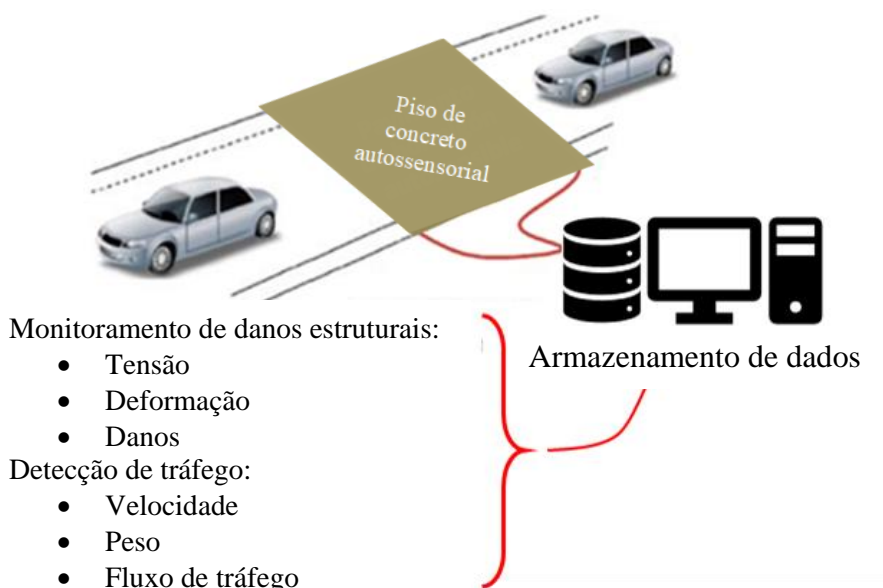 Piso de
concreto
autossensorial
Armazenamento de dados
Monitoramento de danos estruturais:
• Tensão
• Deformação
• Danos
Detecção de tráfego:
• Velocidade
• Peso
• Fluxo de tráfego